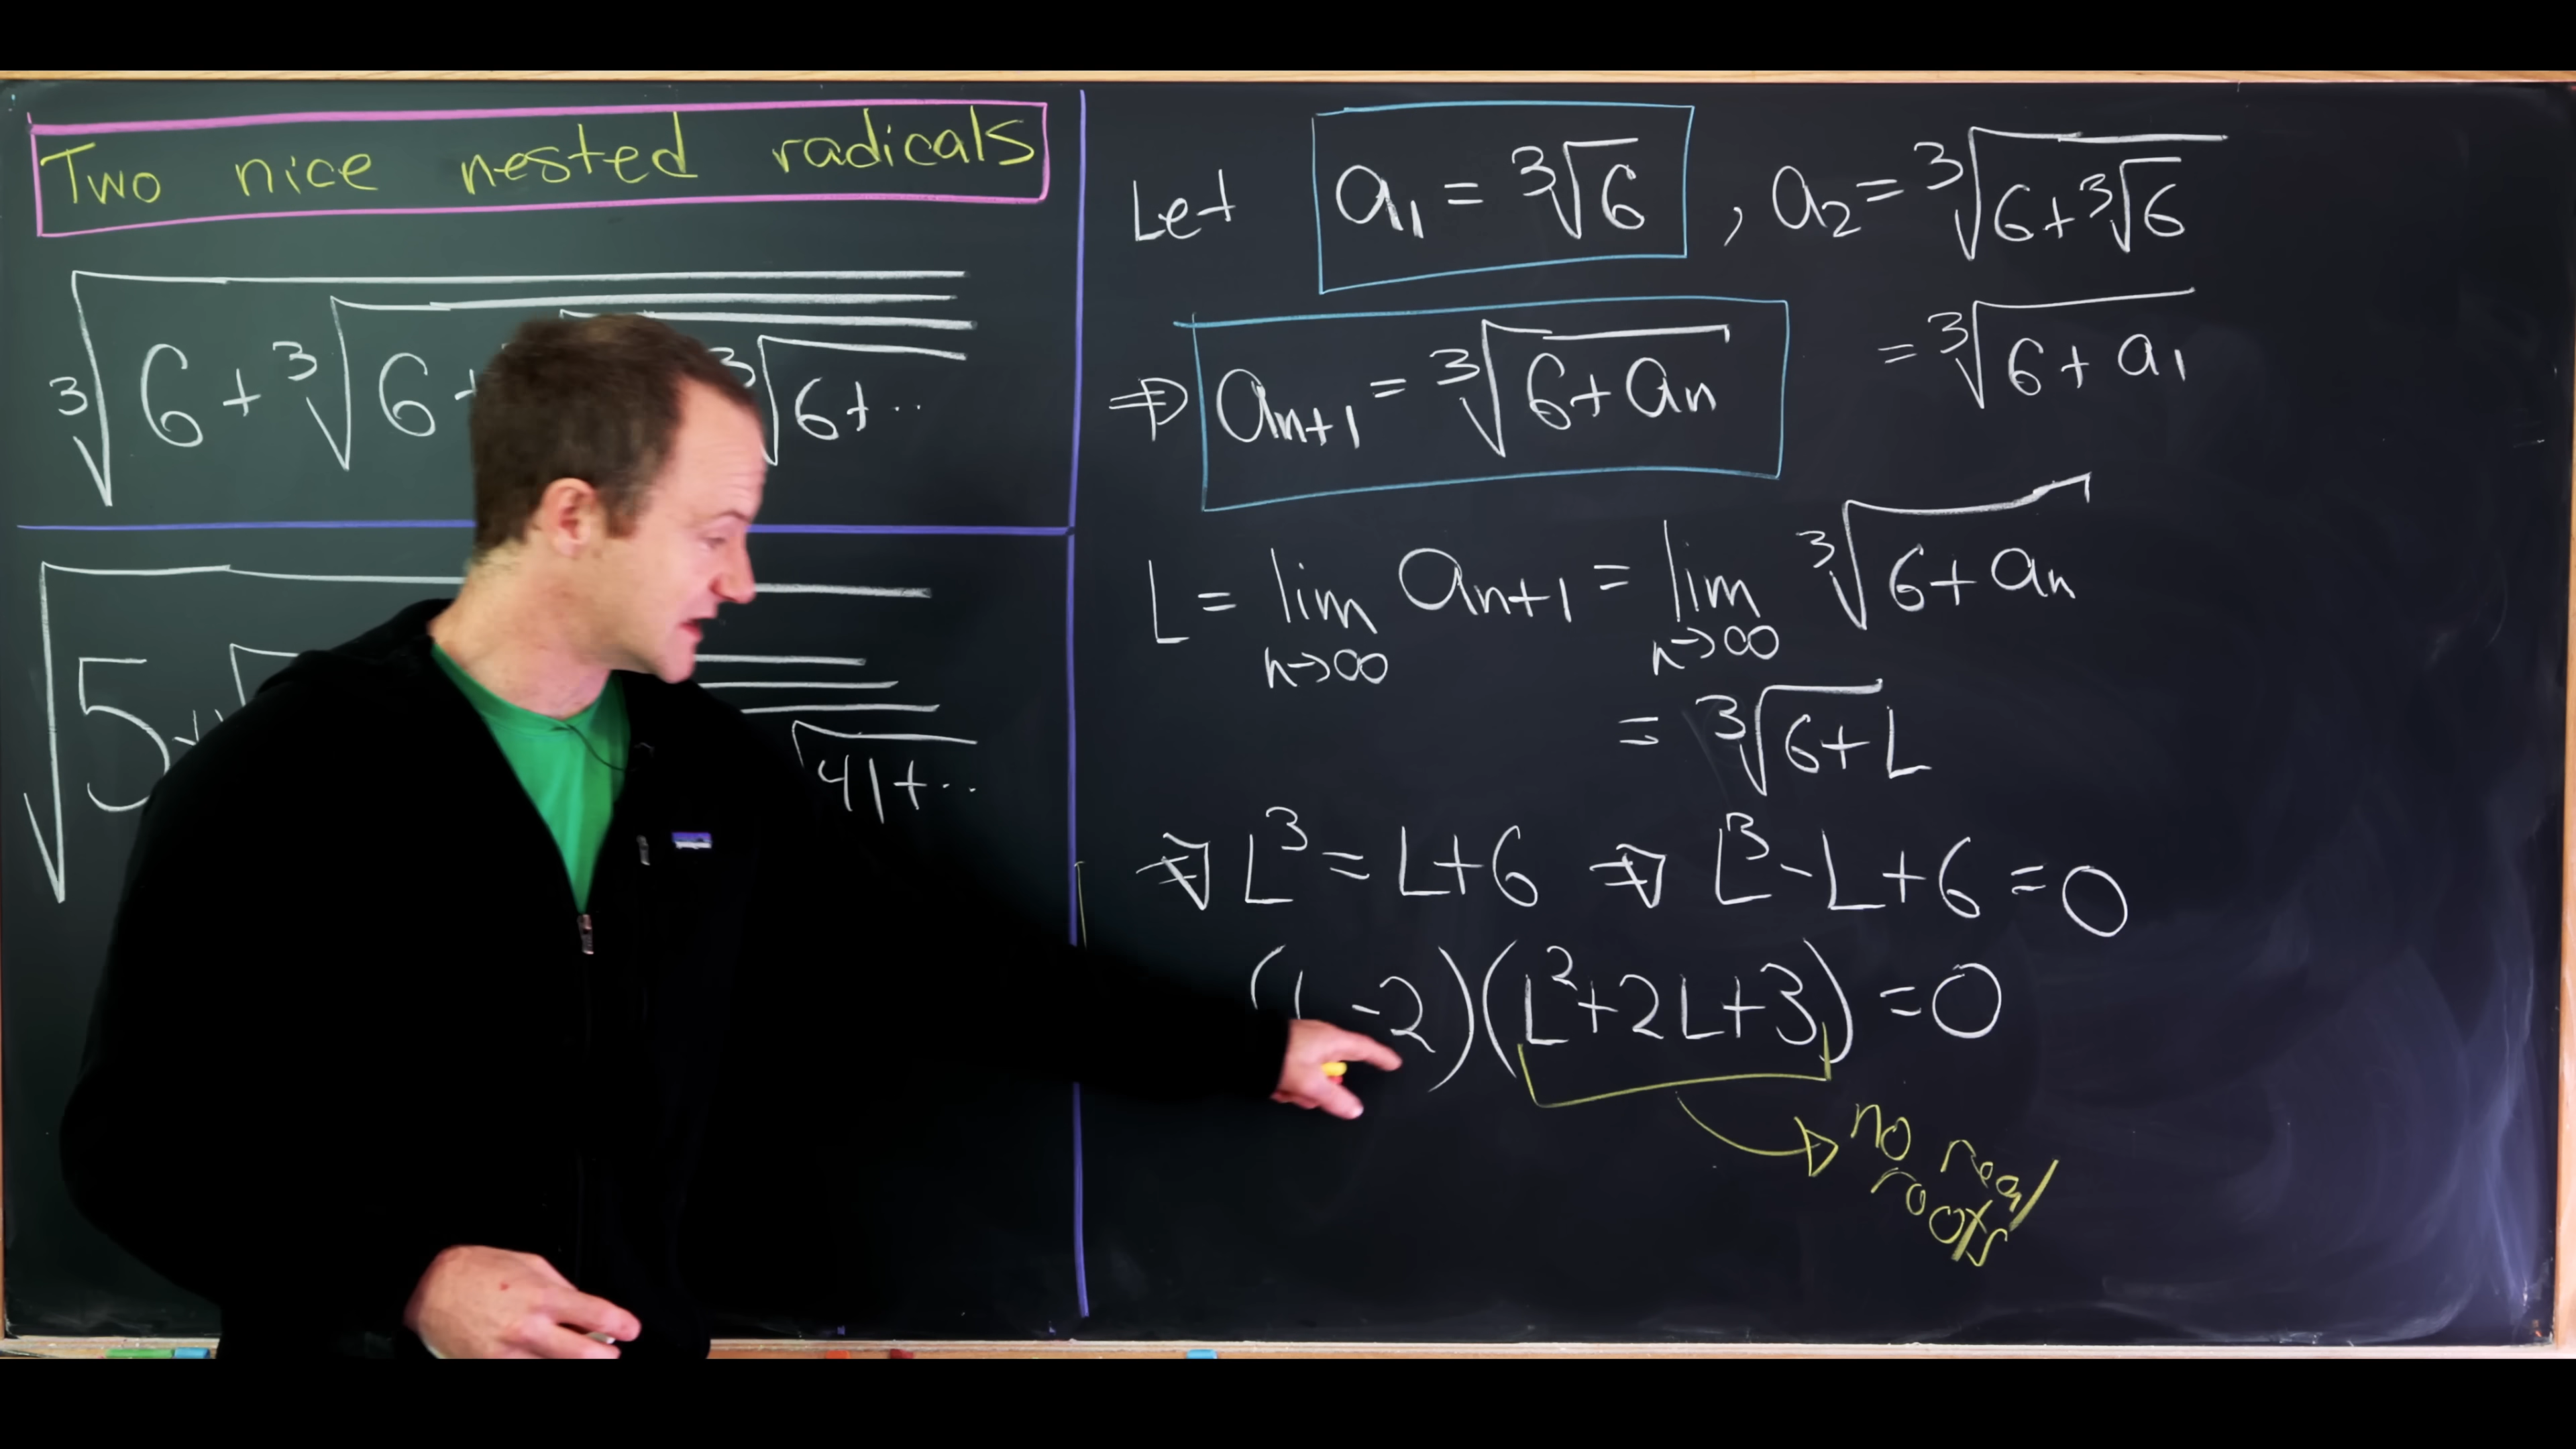 Two nice nested radicals
∛(6+∛(6+ ∛(6+··
√(5+√ √(41+··
Let a₁ = ∛6 , a₂ = ∛(6+∛6)
= ∛(6+a₁)
⇒ aₙ₊₁ = ∛(6+aₙ)
L = lim n→∞ aₙ₊₁ = lim n→∞ ∛(6+aₙ)
= ∛(6+L)
⇒ L³ = L+6 ⇒ L³-L+6=0
(L-2)(L²+2L+3)=0
no real
roots